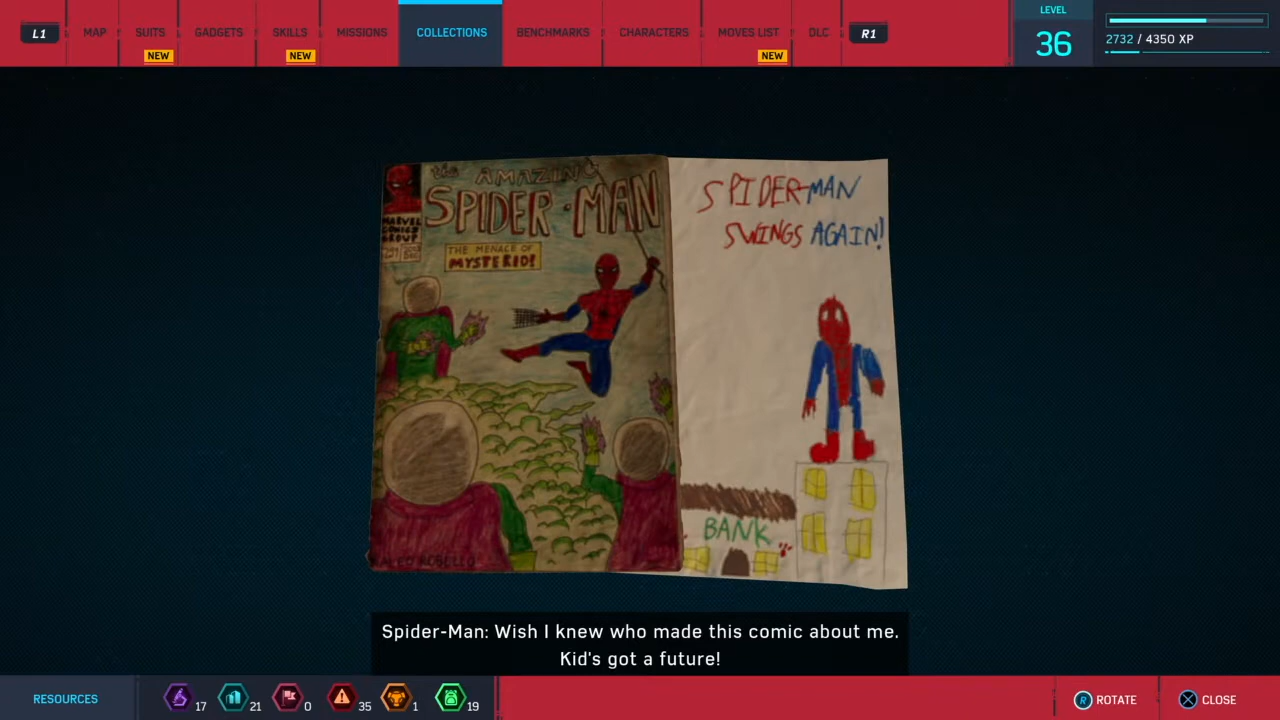 L1
MAP
SUITS
GADGETS
SKILLS
MISSIONS
COLLECTIONS
BENCHMARKS
CHARACTERS
MOVES LIST
DLC
R1
NEW
NEW
NEW
LEVEL
36
2732 / 4350 XP
the AMAZING
SPIDER-MAN
MARVEL
COMICS
GROUP
THE MENACE OF
MYSTERIO!
SPIDER-MAN
SWINGS AGAIN!
BANK
Spider-Man: Wish I knew who made this comic about me.
Kid's got a future!
RESOURCES
17
21
0
35
1
19
R ROTATE
CLOSE